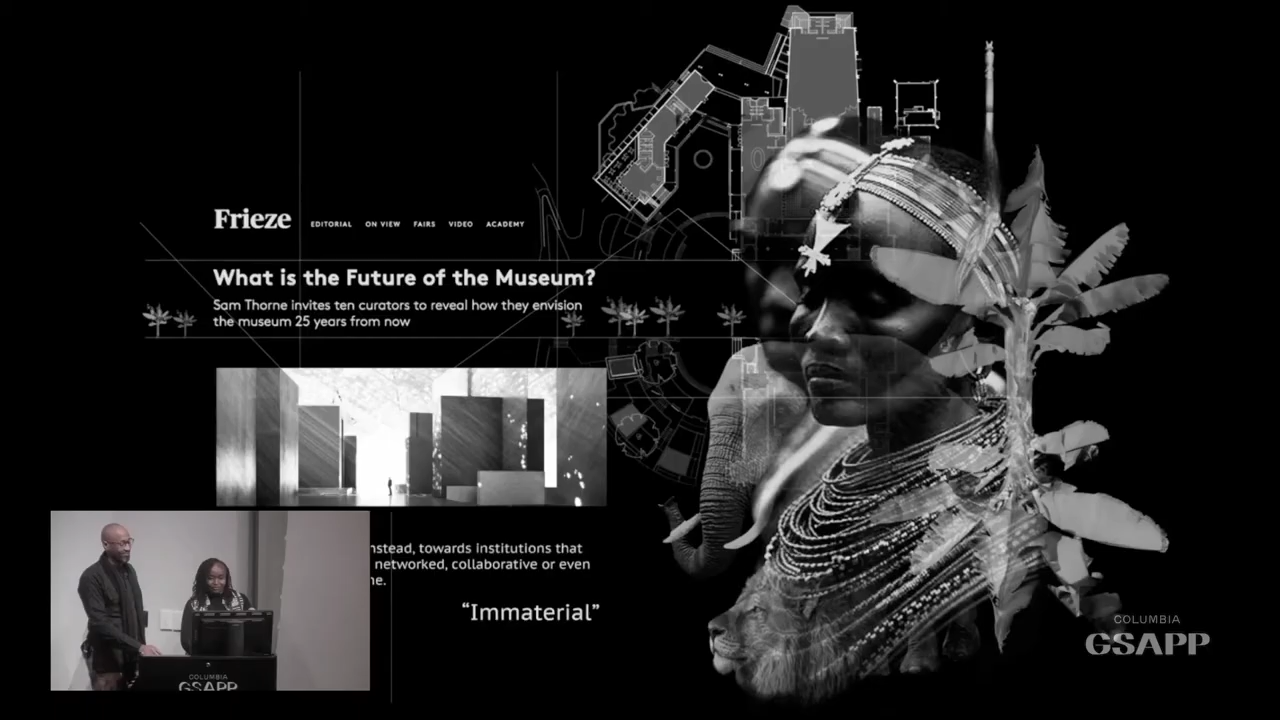 Frieze EDITORIAL ON VIEW FAIRS VIDEO ACADEMY
What is the Future of the Museum?
Sam Thorne invites ten curators to reveal how they envision
the museum 25 years from now
nstead, towards institutions that
networked, collaborative or even
ne.
“Immaterial”
COLUMBIA
GSAPP
COLUMBIA
GSAPP